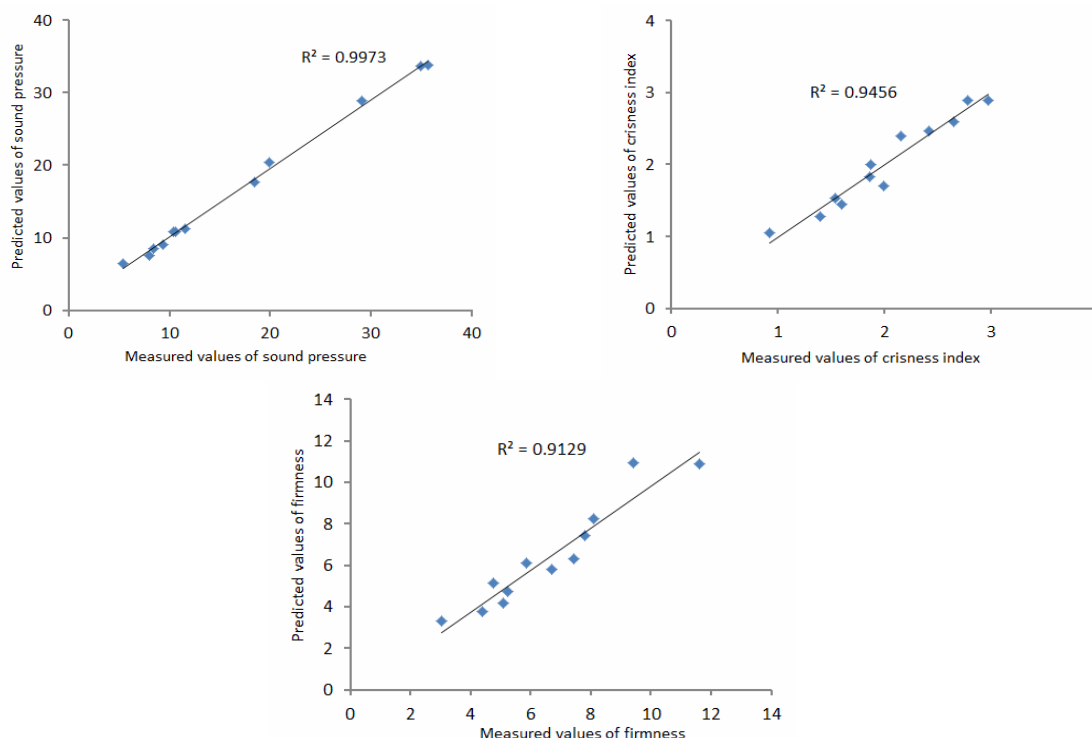 Predicted values of sound pressure
40
30
20
10
0
R² = 0.9973
0 10 20 30 40
Measured values of sound pressure
Predicted values of crisness index
4
3
2
1
0
R² = 0.9456
0 1 2 3
Measured values of crisness index
Predicted values of firmness
14
12
10
8
6
4
2
0
R² = 0.9129
0 2 4 6 8 10 12 14
Measured values of firmness